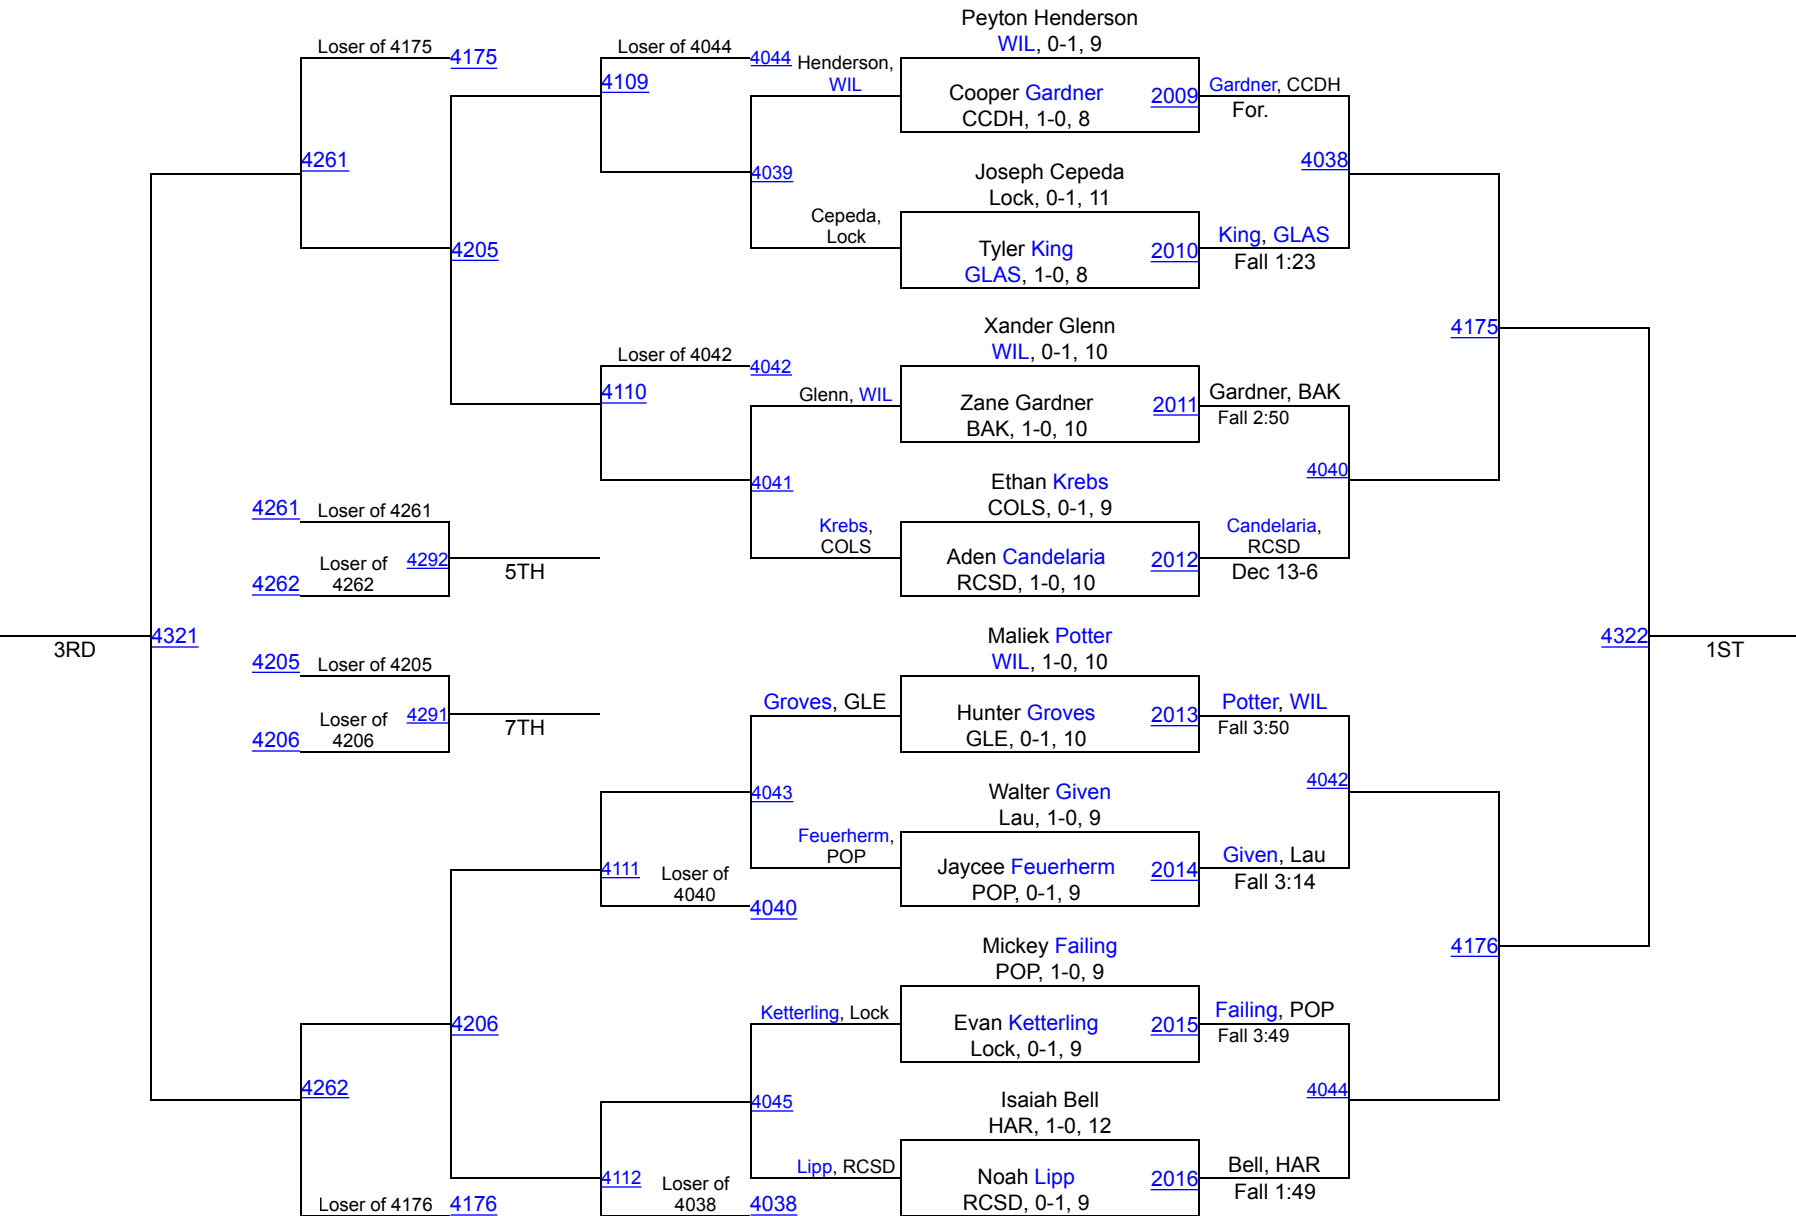 Peyton Henderson
WIL, 0-1, 9
Loser of 4175 4175
Loser of 4044 4044
Henderson,
WIL
4109
Cooper Gardner
CCDH, 1-0, 8
2009
Gardner, CCDH
For.
4261
4039
Joseph Cepeda
Lock, 0-1, 11
4038
Cepeda,
Lock
4205
Tyler King
GLAS, 1-0, 8
2010
King, GLAS
Fall 1:23
Xander Glenn
WIL, 0-1, 10
4175
Loser of 4042 4042
4110
Glenn, WIL
Zane Gardner
BAK, 1-0, 10
2011
Gardner, BAK
Fall 2:50
4041
Ethan Krebs
COLS, 0-1, 9
4040
4261 Loser of 4261
Krebs,
COLS
Aden Candelaria
RCSD, 1-0, 10
2012
Candelaria,
RCSD
Dec 13-6
4262
Loser of
4262
4292
5TH
3RD
4321
Maliek Potter
WIL, 1-0, 10
4322
1ST
4205 Loser of 4205
4206
Loser of
4206
4291
7TH
Groves, GLE
Hunter Groves
GLE, 0-1, 10
2013
Potter, WIL
Fall 3:50
4043
Walter Given
Lau, 1-0, 9
4042
Feuerherm,
POP
4111
Loser of
4040
4040
Jaycee Feuerherm
POP, 0-1, 9
2014
Given, Lau
Fall 3:14
Mickey Failing
POP, 1-0, 9
4176
4206
Ketterling, Lock
Evan Ketterling
Lock, 0-1, 9
2015
Failing, POP
Fall 3:49
4262
4045
Isaiah Bell
HAR, 1-0, 12
4044
Lipp, RCSD
4112
Loser of
4038
4038
Noah Lipp
RCSD, 0-1, 9
2016
Bell, HAR
Fall 1:49
Loser of 4176 4176